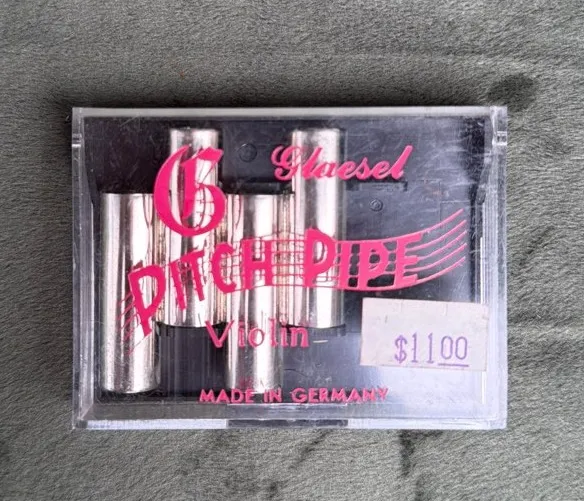 G Glaesel
PITCH PIPE
Violin
$11.00
MADE IN GERMANY